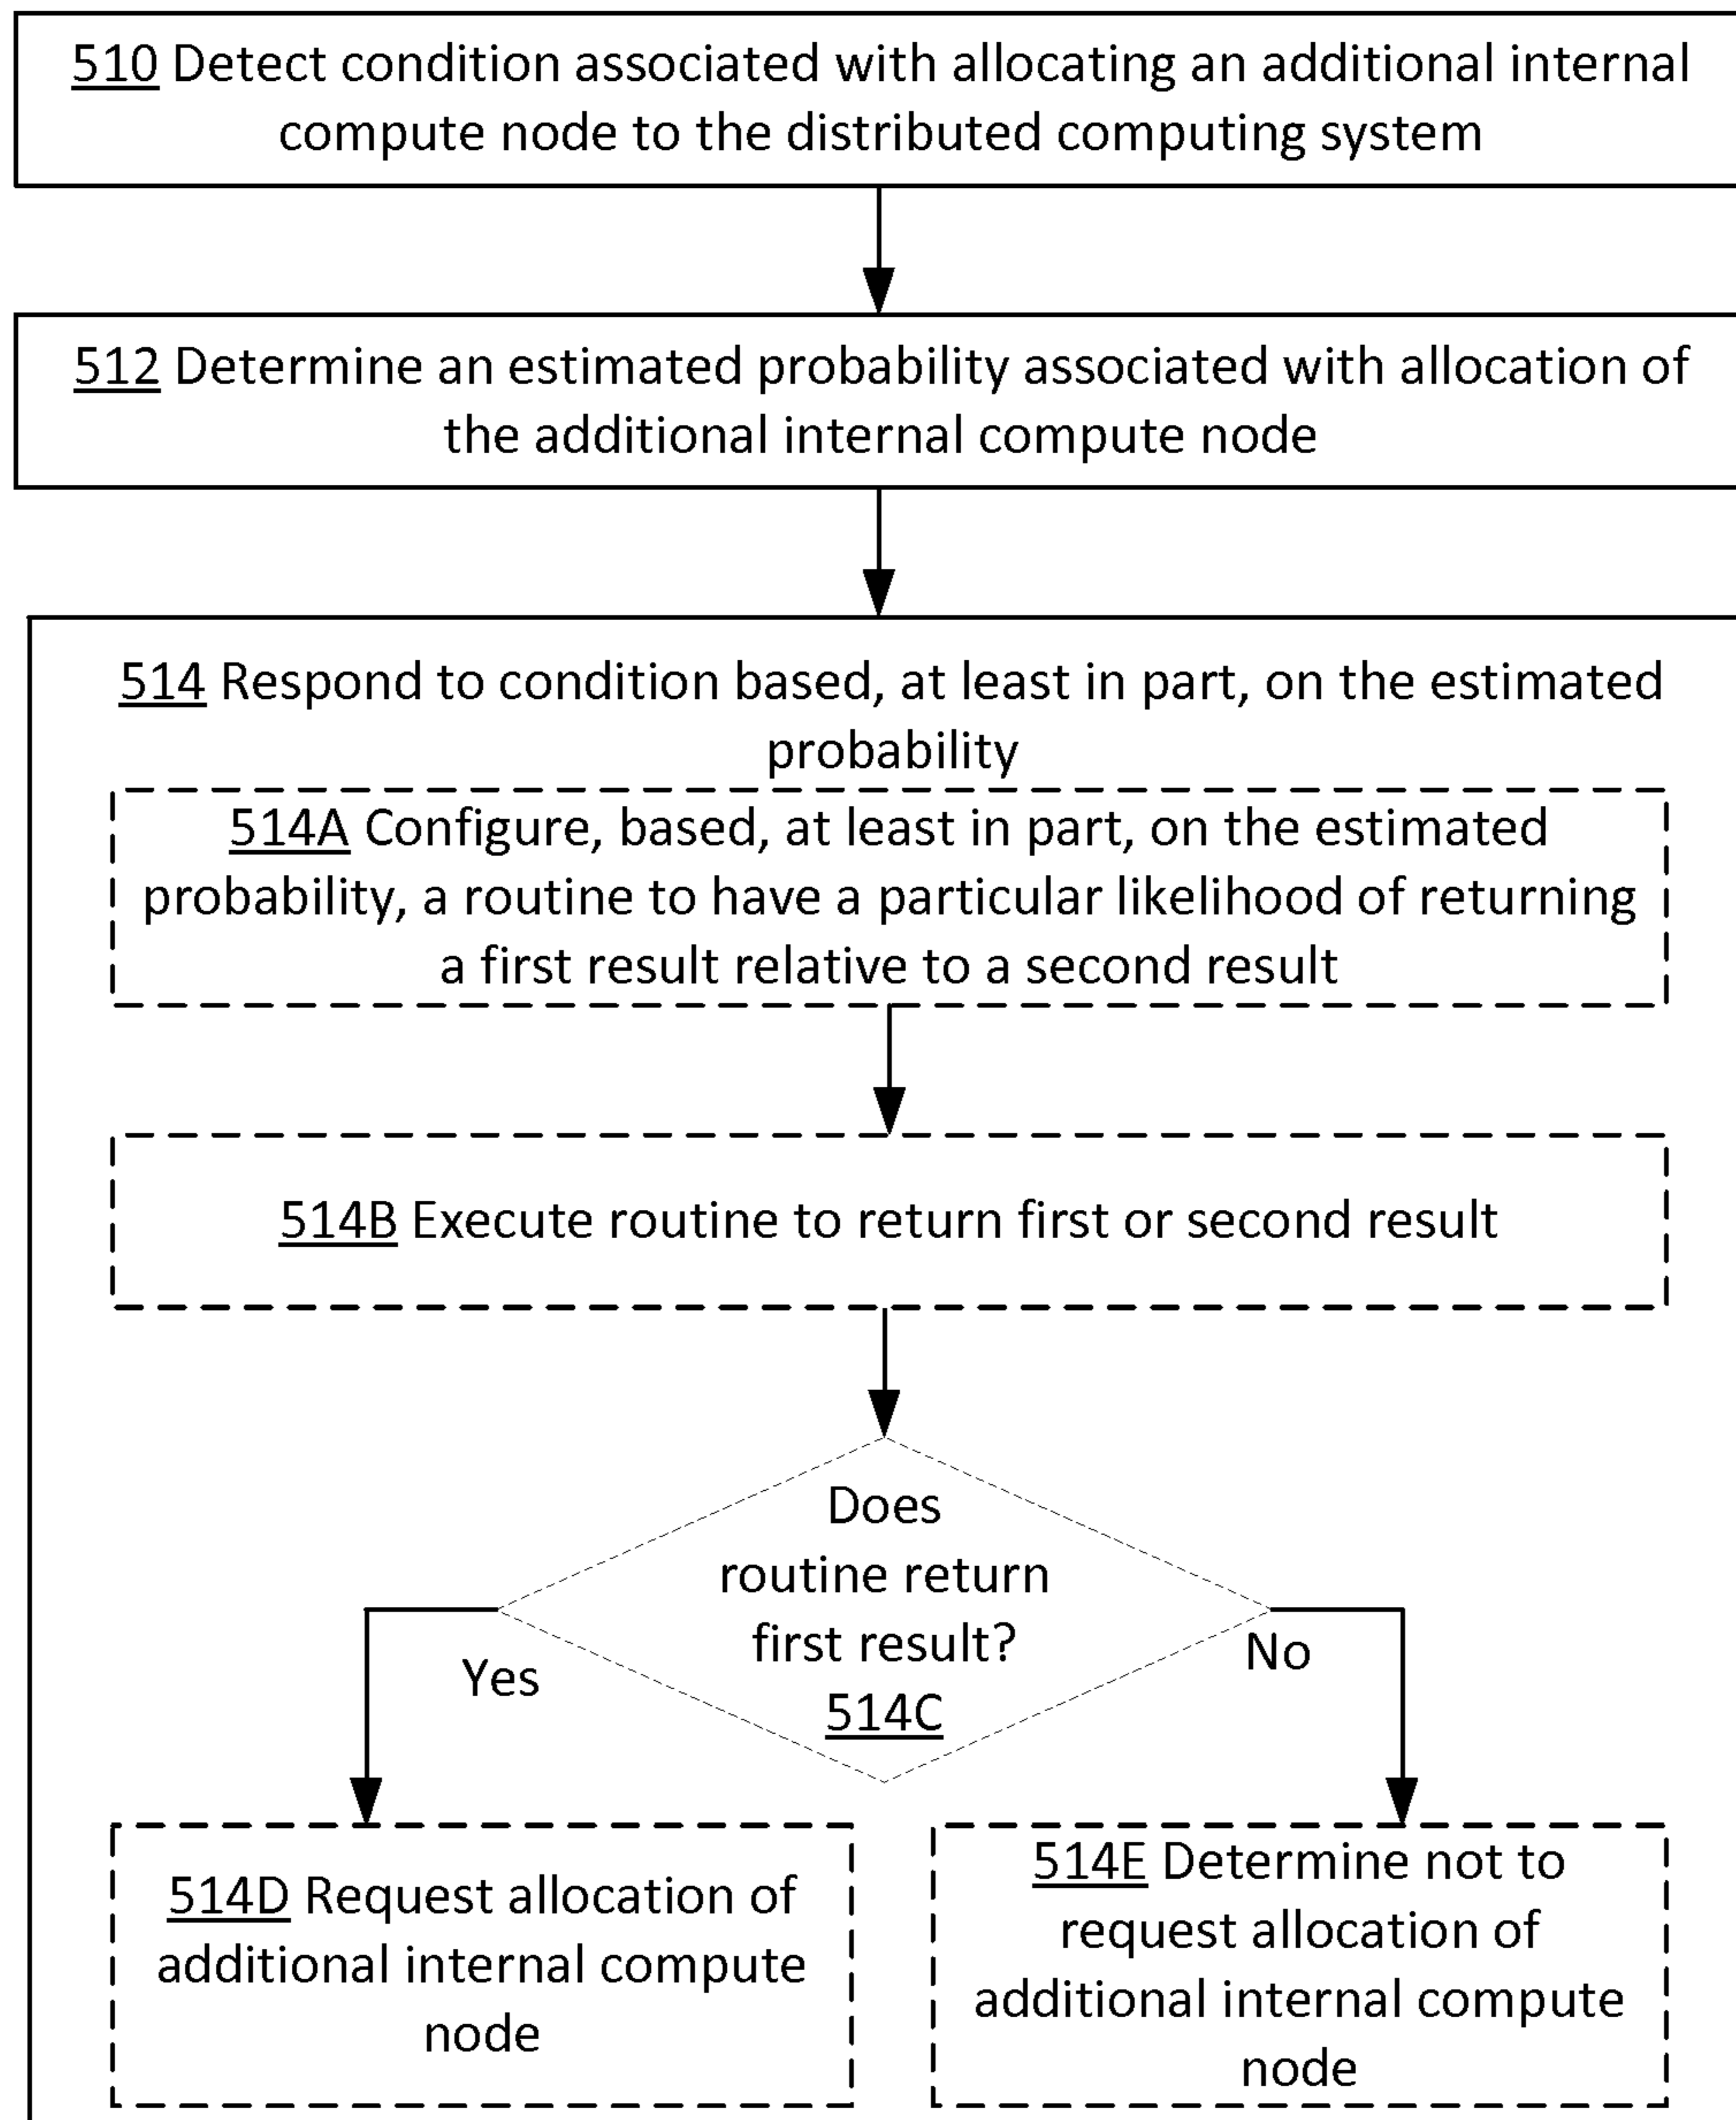 510 Detect condition associated with allocating an additional internal
compute node to the distributed computing system
512 Determine an estimated probability associated with allocation of
the additional internal compute node
514 Respond to condition based, at least in part, on the estimated
probability
514A Configure, based, at least in part, on the estimated
probability, a routine to have a particular likelihood of returning
a first result relative to a second result
514B Execute routine to return first or second result
Does
routine return
first result?
514C
Yes
No
514D Request allocation of
additional internal compute
node
514E Determine not to
request allocation of
additional internal compute
node